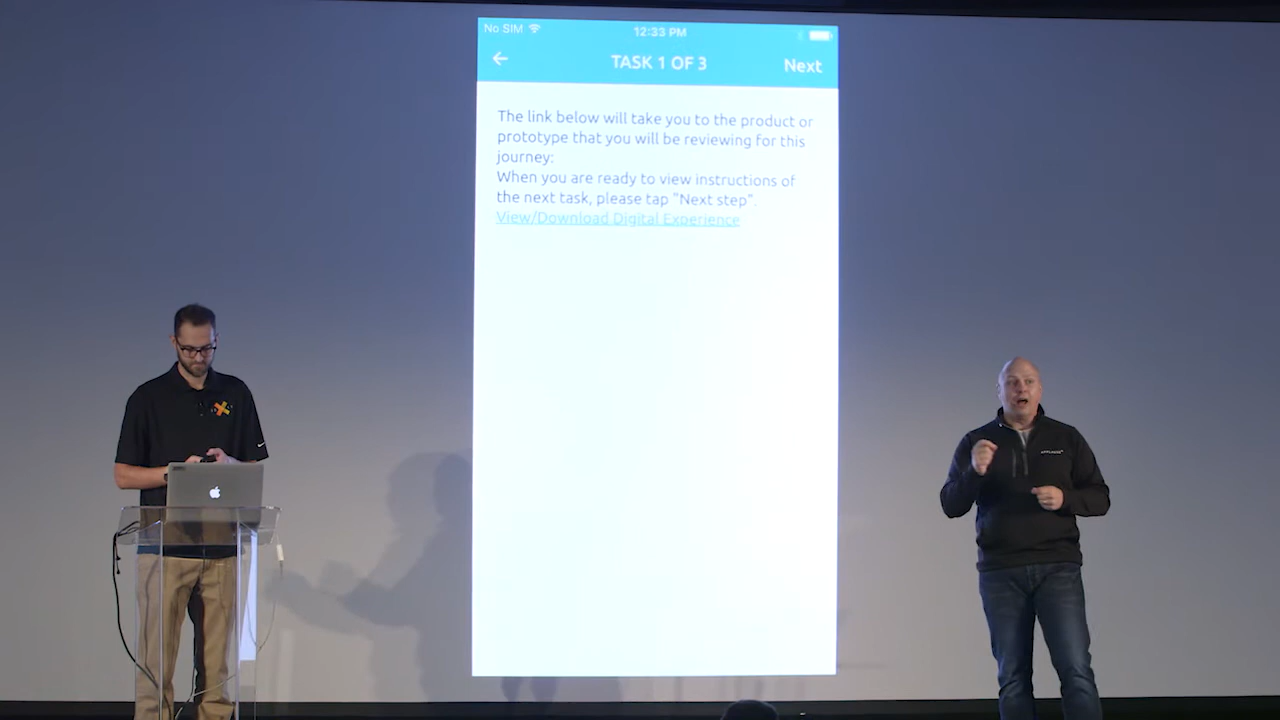 No SIM
12:33 PM
TASK 1 OF 3
Next
The link below will take you to the product or
prototype that you will be reviewing for this
journey:
When you are ready to view instructions of
the next task, please tap "Next step".
View/Download Digital Experience